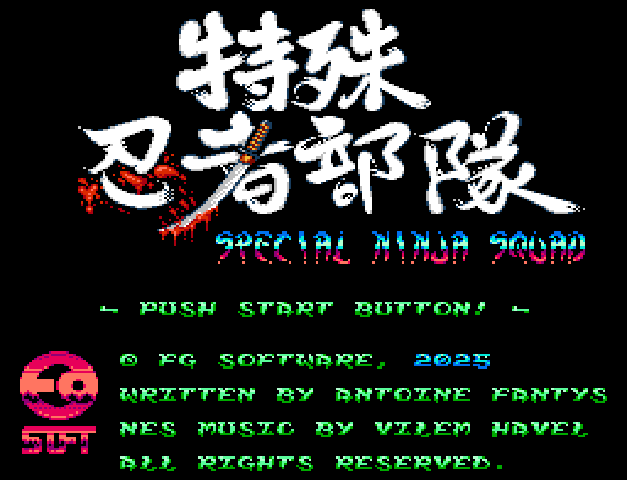 特殊
忍者部隊
SPECIAL NINJA SQUAD
~ PUSH START BUTTON! ~
© FG SOFTWARE, 2025
WRITTEN BY ANTOINE FANTYS
NES MUSIC BY VILEM HAVEL
ALL RIGHTS RESERVED.
FG
SOFT